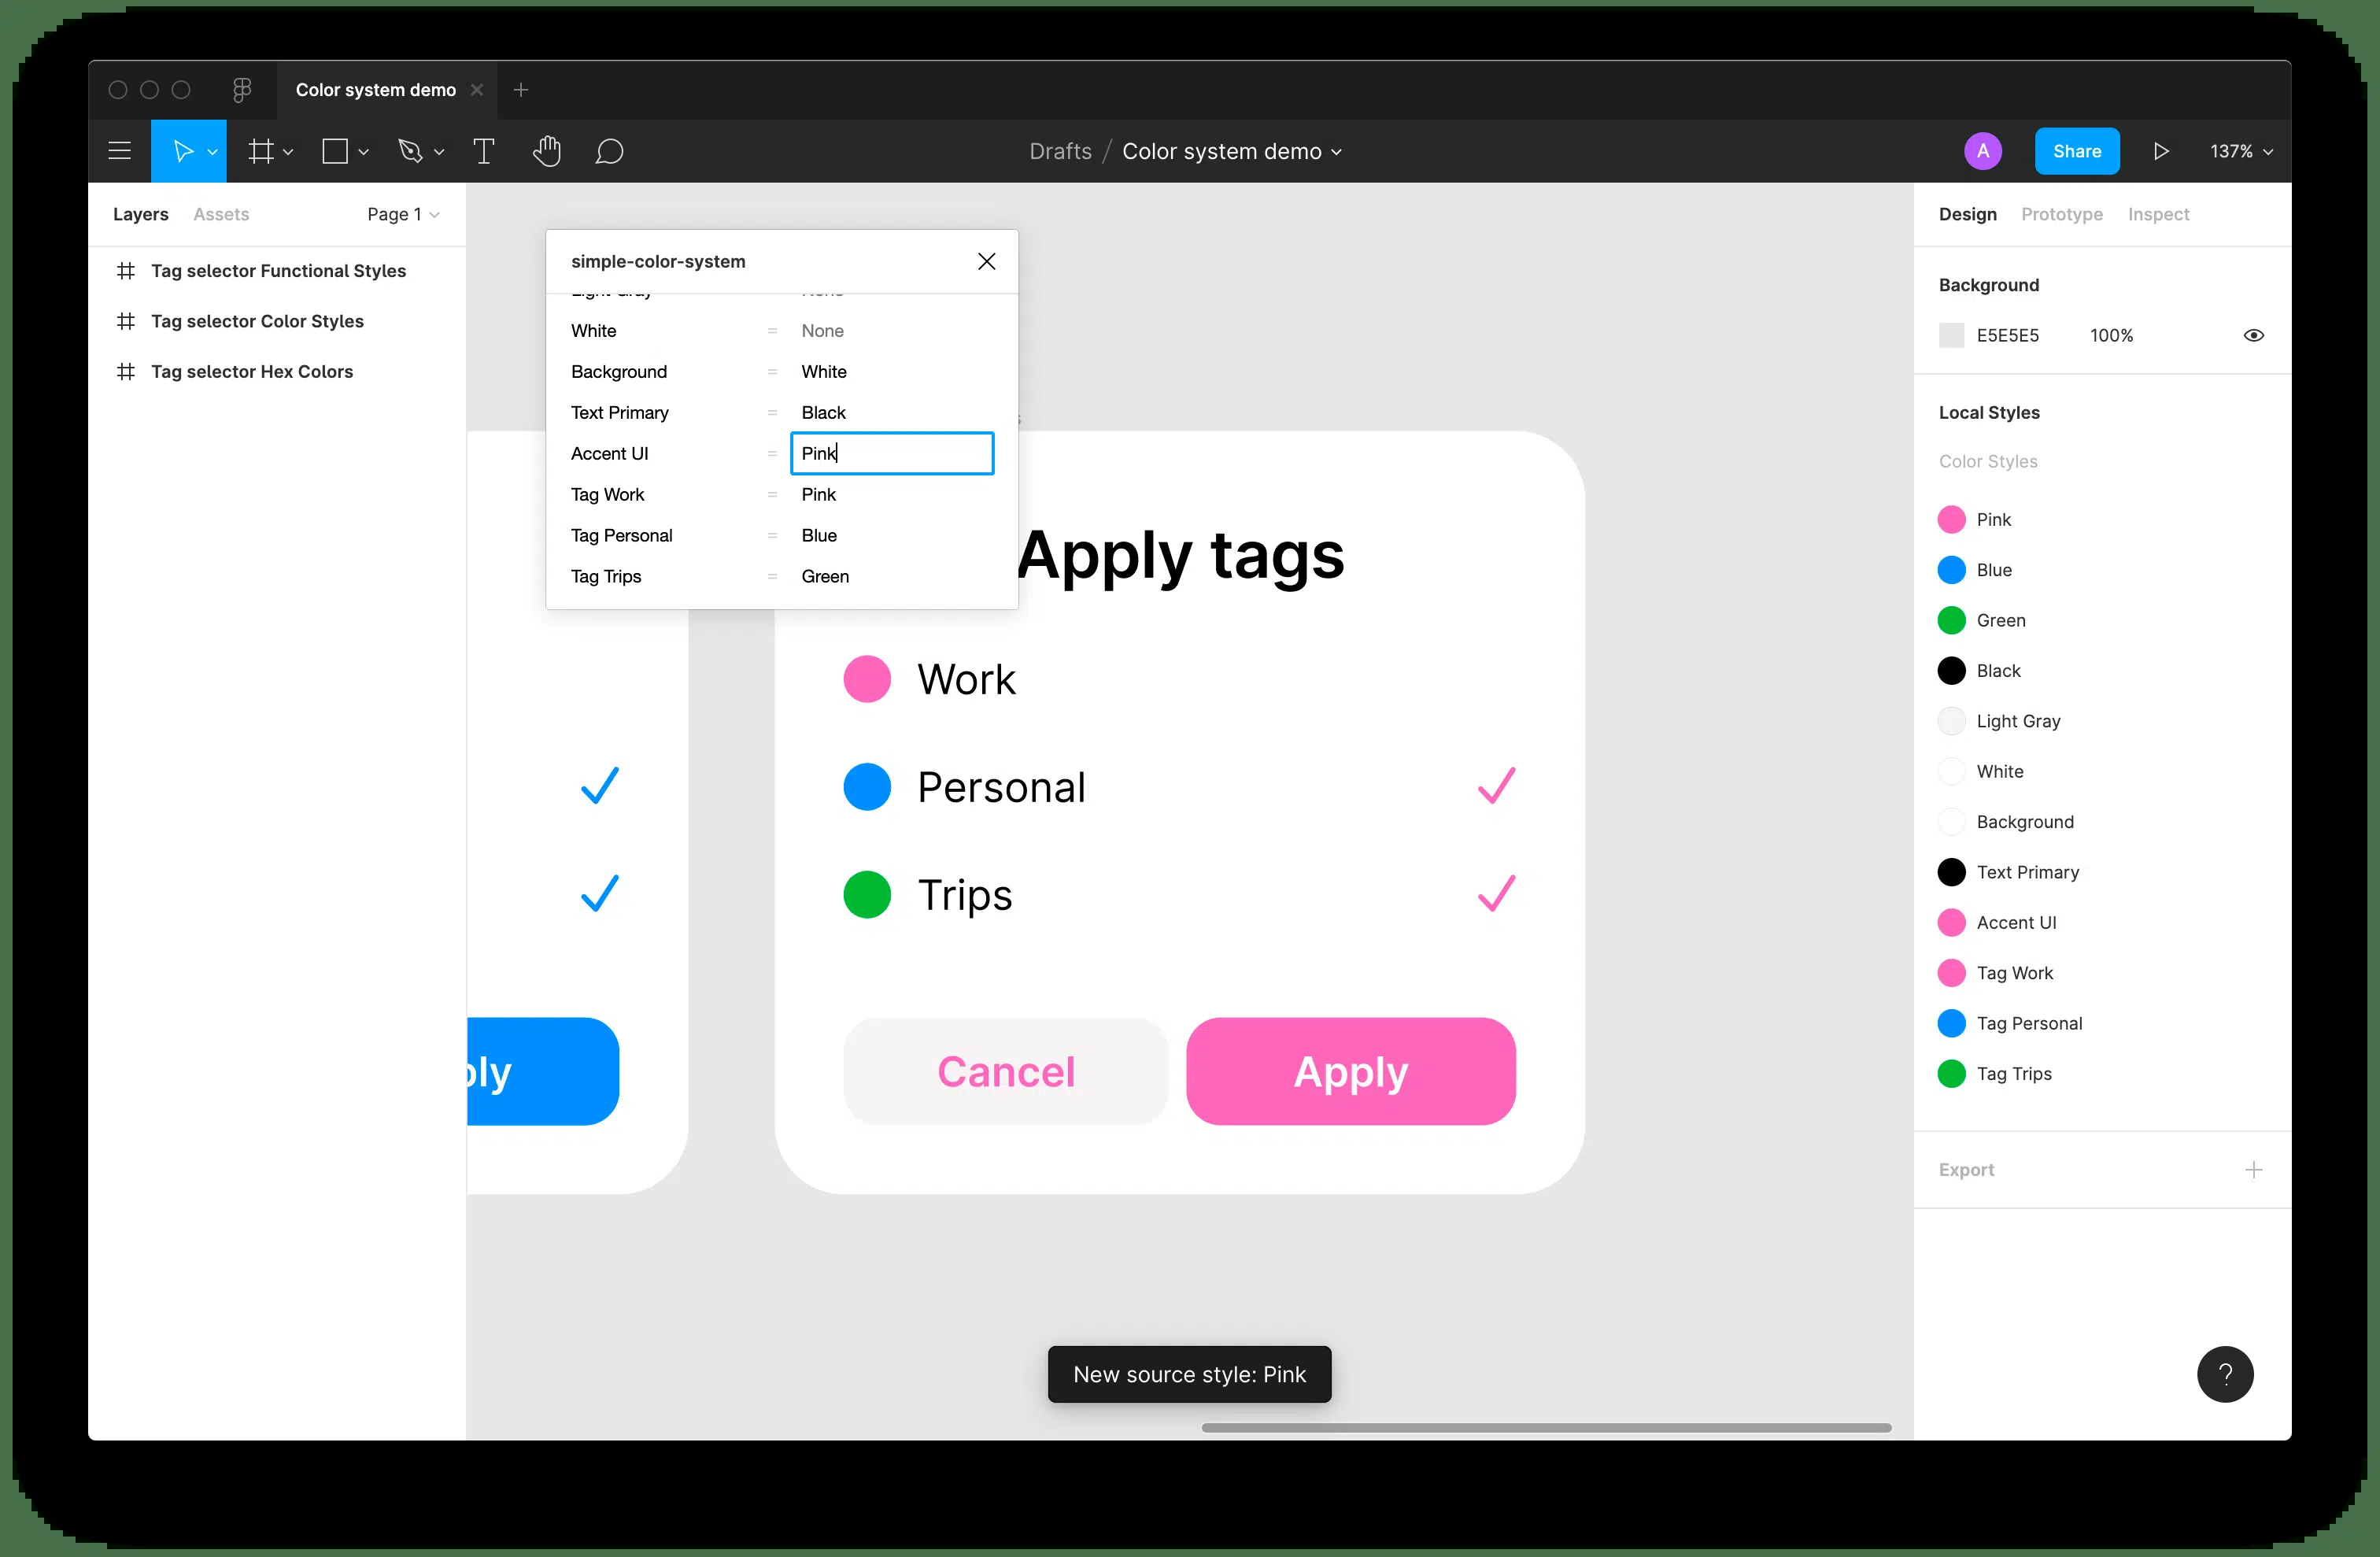 Color system demo
Drafts / Color system demo
A
Share
137%
Layers
Assets
Page 1
Tag selector Functional Styles
Tag selector Color Styles
Tag selector Hex Colors
simple-color-system
Light Gray = None
White = None
Background = White
Text Primary = Black
Accent UI = Pink
Tag Work = Pink
Tag Personal = Blue
Tag Trips = Green
Apply tags
Work
Personal
Trips
ply
Cancel
Apply
New source style: Pink
Design
Prototype
Inspect
Background
E5E5E5 100%
Local Styles
Color Styles
Pink
Blue
Green
Black
Light Gray
White
Background
Text Primary
Accent UI
Tag Work
Tag Personal
Tag Trips
Export
?